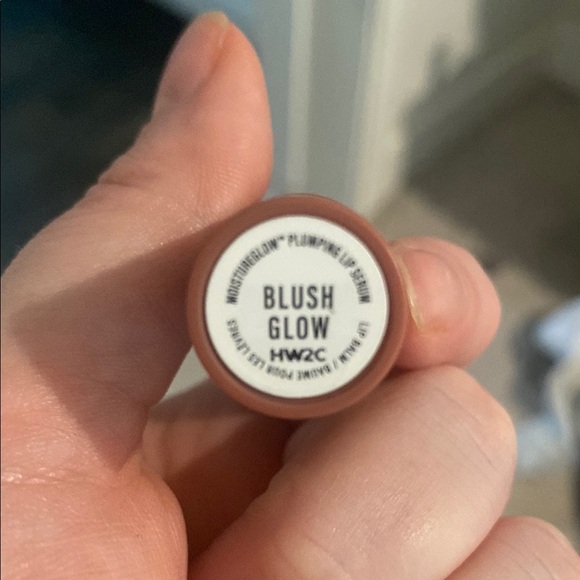 MOISTUREGLOW™ PLUMPING LIP SERUM
BLUSH
GLOW
HW2C
LIP BALM / BAUME POUR LES LÈVRES